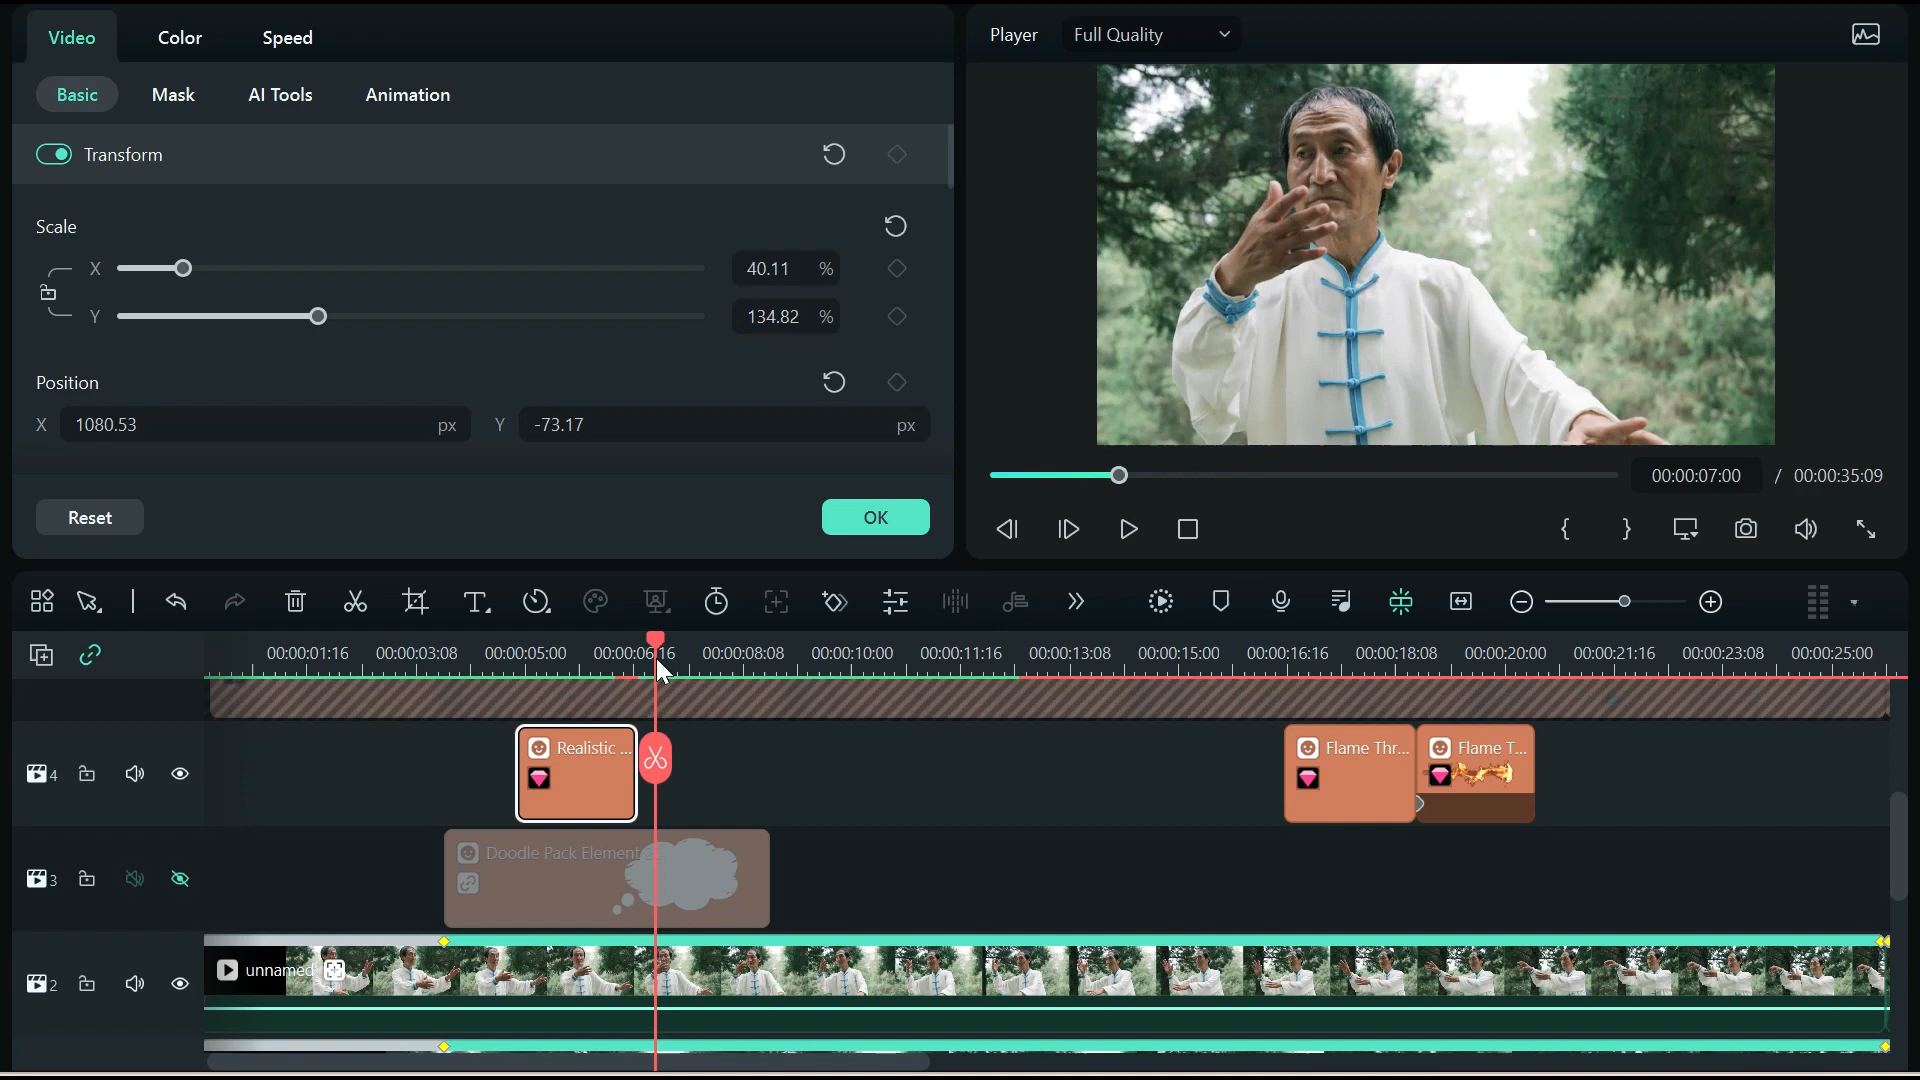 Video Color Speed
Basic Mask AI Tools Animation
Transform
Scale
X 40.11 %
Y 134.82 %
Position
X 1080.53 px Y -73.17 px
Reset OK
Player Full Quality
00:00:07:00 / 00:00:35:09
00:00:01:16 00:00:03:08 00:00:05:00 00:00:06:16 00:00:08:08 00:00:10:00 00:00:11:16 00:00:13:08 00:00:15:00 00:00:16:16 00:00:18:08 00:00:20:00 00:00:21:16 00:00:23:08 00:00:25:00
4 Realistic ... Flame Thr... Flame T...
3 Doodle Pack Element
2 unnamed